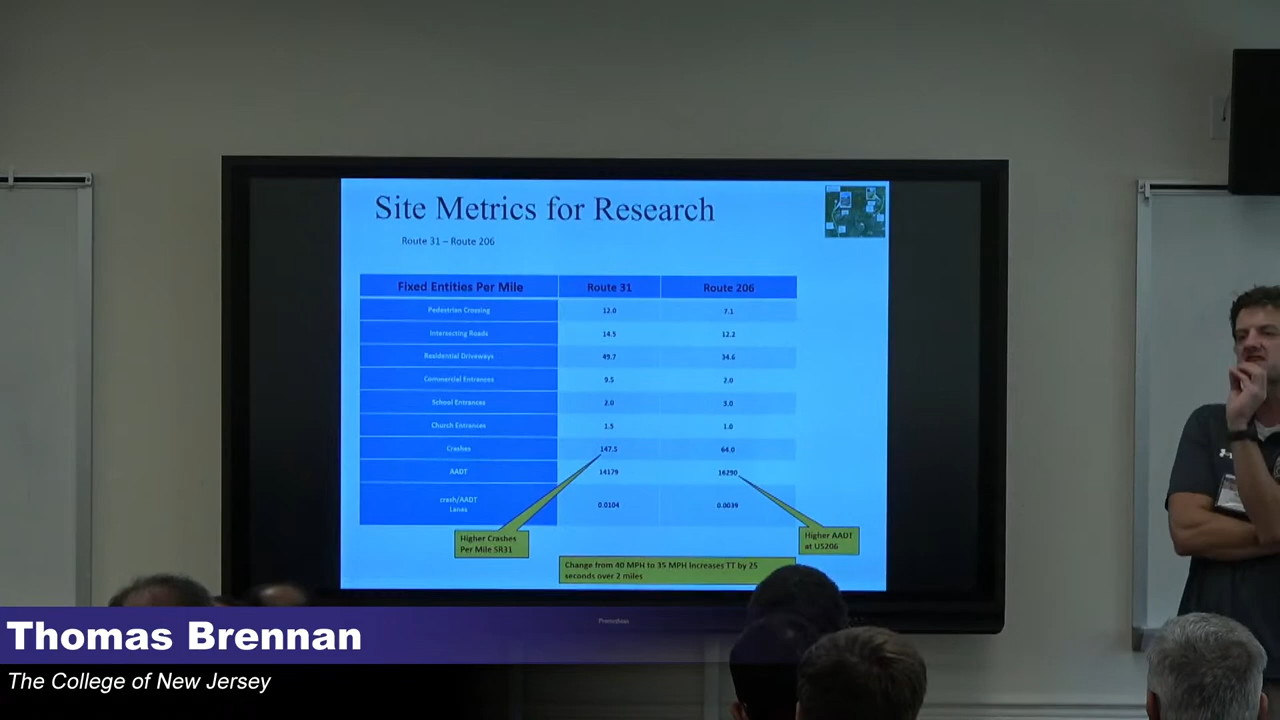 Site Metrics for Research
Route 31 – Route 206
Fixed Entities Per Mile Route 31 Route 206
Pedestrian Crossing 12.0 7.1
Intersecting Roads 14.5 12.2
Residential Driveways 49.7 34.6
Commercial Entrances 9.5 2.0
School Entrances 2.0 3.0
Church Entrances 1.5 1.0
Crashes 147.5 64.0
AADT 14179 16290
crash/AADT
Lanes 0.0104 0.0039
Higher Crashes
Per Mile SR31
Higher AADT
at US206
Change from 40 MPH to 35 MPH Increases TT by 25
seconds over 2 miles
Promethean
Thomas Brennan
The College of New Jersey